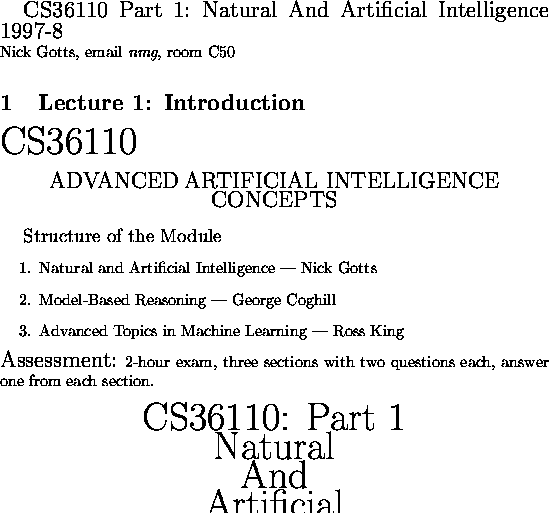 CS36110 Part 1: Natural And Artificial Intelligence
1997-8
Nick Gotts, email nmg, room C50
1 Lecture 1: Introduction
CS36110
ADVANCED ARTIFICIAL INTELLIGENCE
CONCEPTS
Structure of the Module
1. Natural and Artificial Intelligence — Nick Gotts
2. Model-Based Reasoning — George Coghill
3. Advanced Topics in Machine Learning — Ross King
Assessment: 2-hour exam, three sections with two questions each, answer
one from each section.
CS36110: Part 1
Natural
And
Artificial